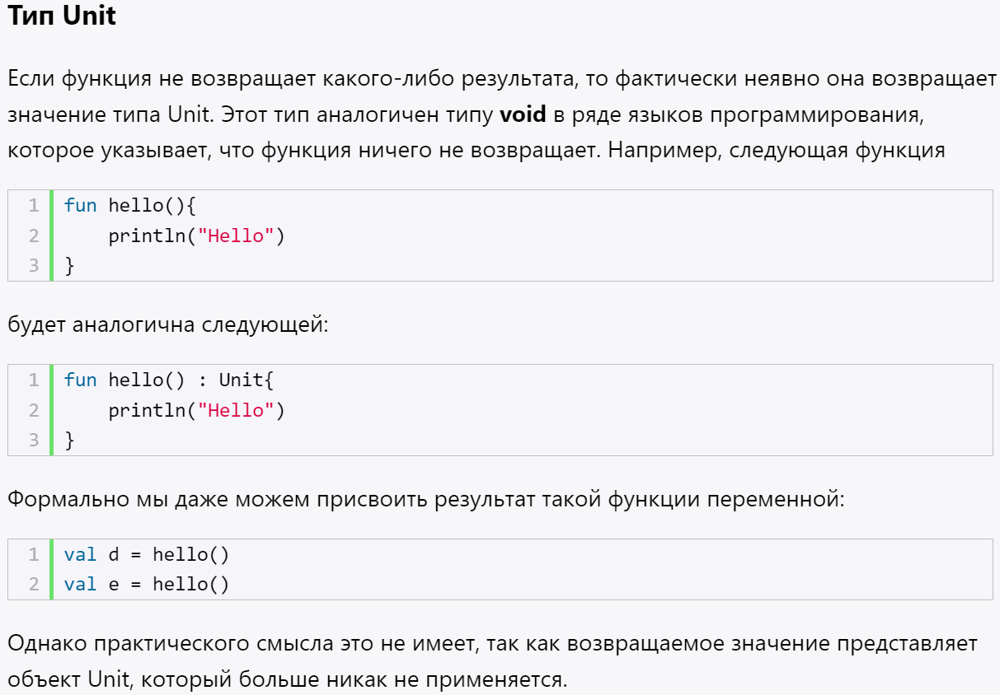 Тип Unit
Если функция не возвращает какого-либо результата, то фактически неявно она возвращает
значение типа Unit. Этот тип аналогичен типу void в ряде языков программирования,
которое указывает, что функция ничего не возвращает. Например, следующая функция
1 fun hello(){
2     println("Hello")
3 }
будет аналогична следующей:
1 fun hello() : Unit{
2     println("Hello")
3 }
Формально мы даже можем присвоить результат такой функции переменной:
1 val d = hello()
2 val e = hello()
Однако практического смысла это не имеет, так как возвращаемое значение представляет
объект Unit, который больше никак не применяется.